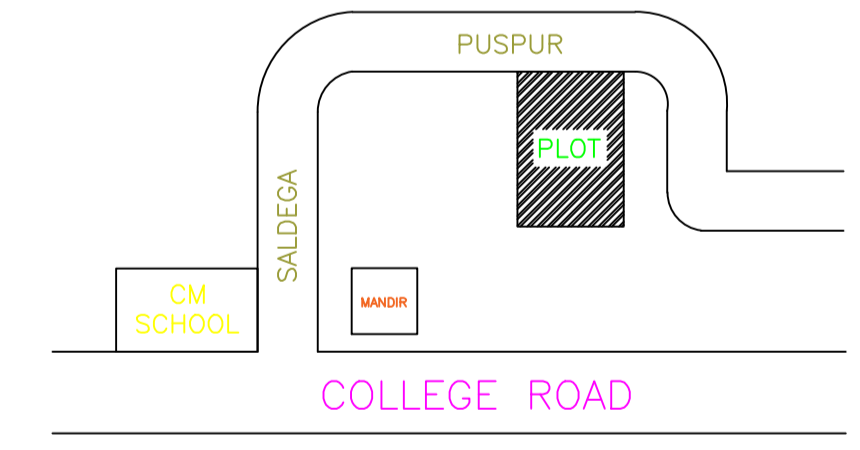 PUSPUR
PLOT
SALDEGA
CM
SCHOOL
MANDIR
COLLEGE ROAD